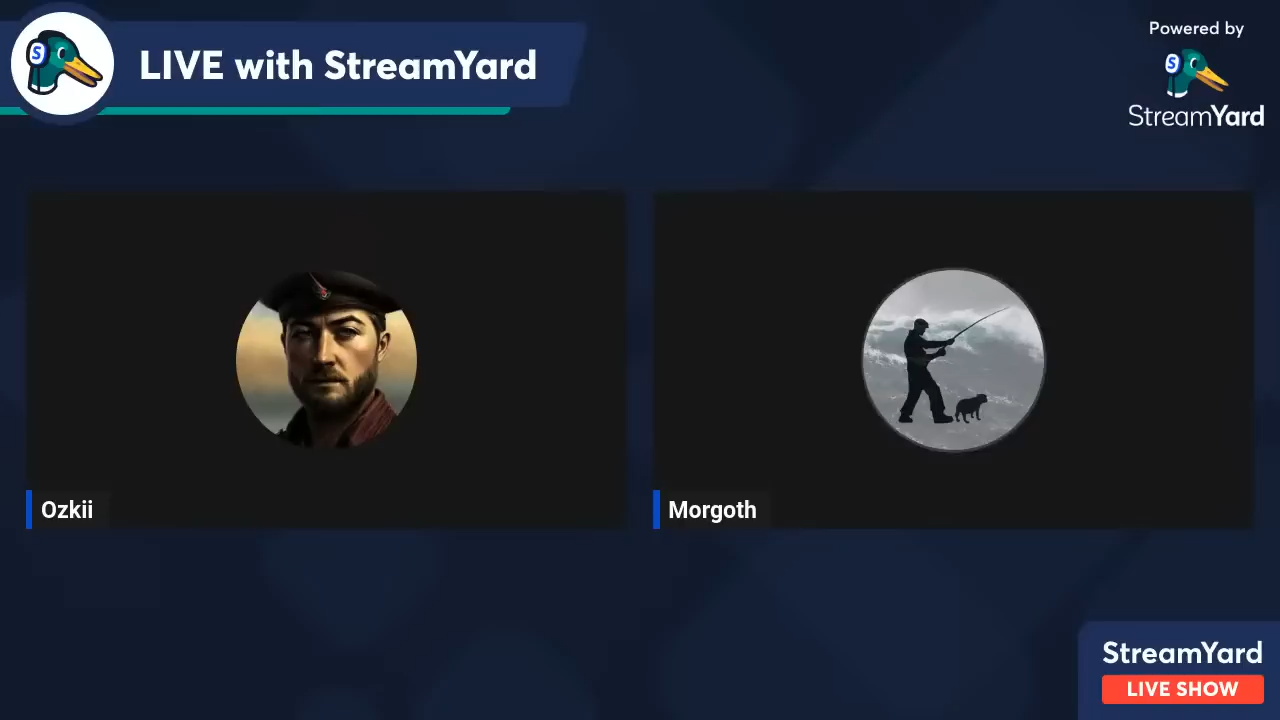 S
LIVE with StreamYard
Powered by
S
StreamYard
Ozkii
Morgoth
StreamYard
LIVE SHOW